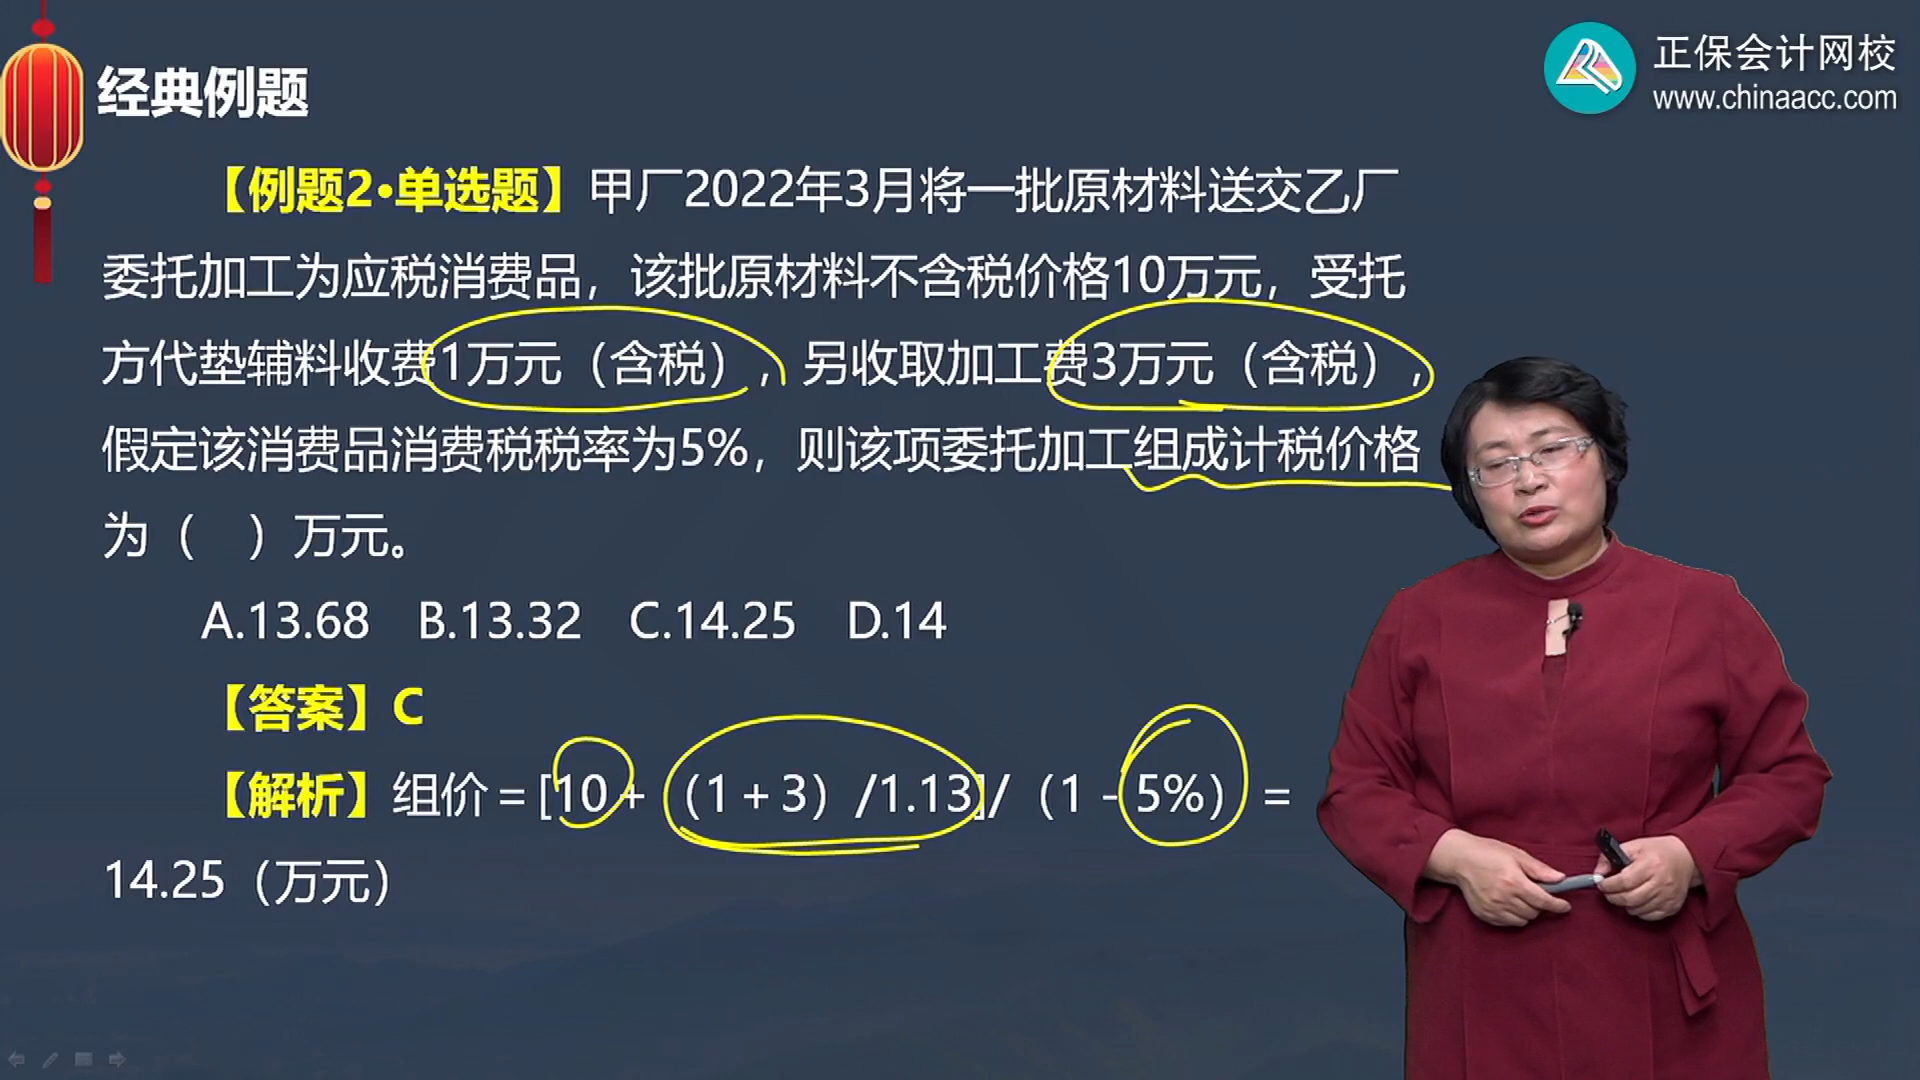 经典例题
正保会计网校
www.chinaacc.com
【例题2•单选题】甲厂2022年3月将一批原材料送交乙厂
委托加工为应税消费品，该批原材料不含税价格10万元，受托
方代垫辅料收费1万元（含税），另收取加工费3万元（含税），
假定该消费品消费税税率为5%，则该项委托加工组成计税价格
为（ ）万元。
A.13.68 B.13.32 C.14.25 D.14
【答案】C
【解析】组价＝[10＋（1＋3）/1.13]/（1－5%）＝
14.25（万元）